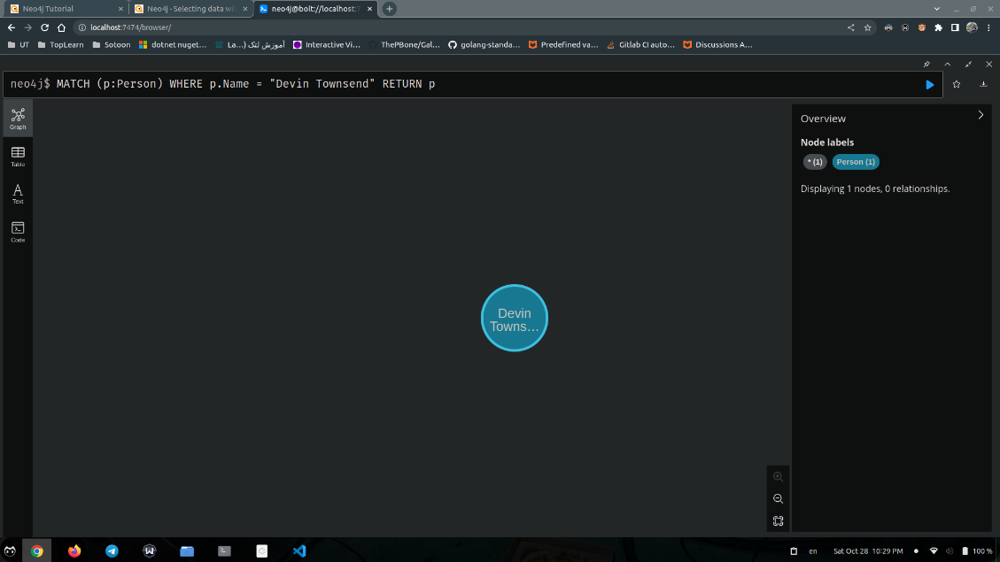 Neo4j Tutorial
Neo4j - Selecting data wi
neo4j@bolt://localhost:7
localhost:7474/browser/
UT
TopLearn
Sotoon
dotnet nuget…
آموزش لتک (La…
Interactive Vi…
ThePBone/Gal…
golang-standa…
Predefined va…
Gitlab CI auto…
Discussions A…
neo4j$ MATCH (p:Person) WHERE p.Name = "Devin Townsend" RETURN p
Graph
Table
Text
Code
Devin
Towns…
Overview
Node labels
* (1)
Person (1)
Displaying 1 nodes, 0 relationships.
en
Sat Oct 28 10:29 PM
100 %